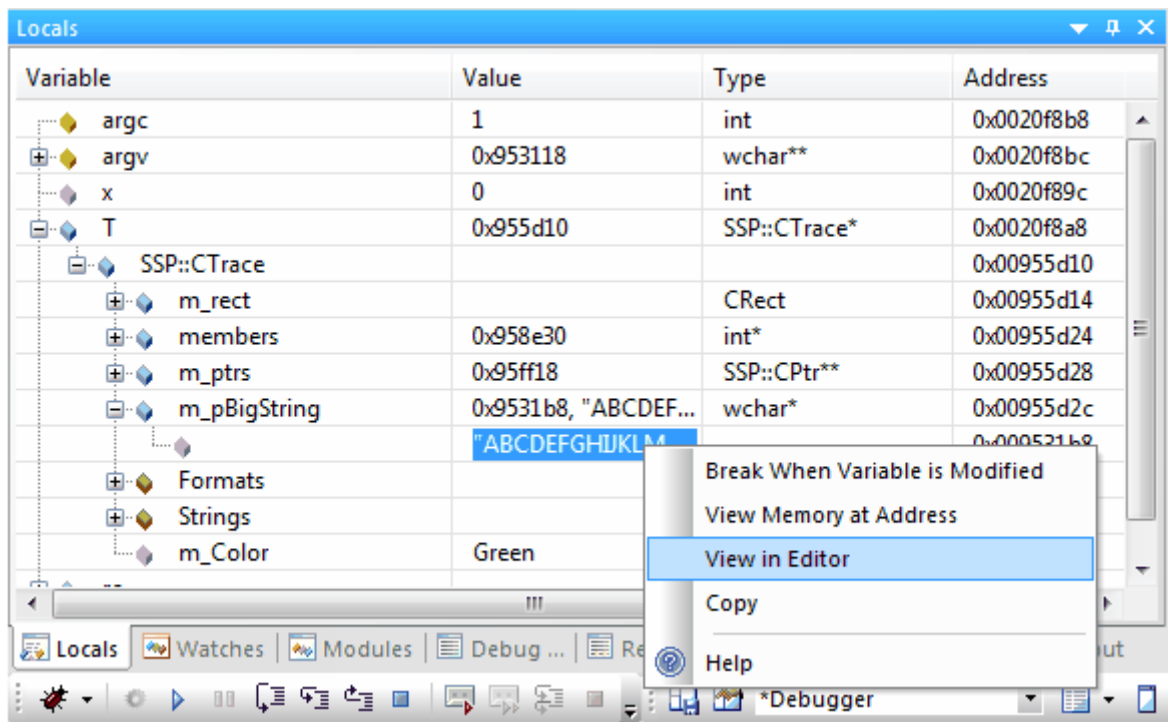 Locals
Variable Value Type Address
argc 1 int 0x0020f8b8
argv 0x953118 wchar** 0x0020f8bc
x 0 int 0x0020f89c
T 0x955d10 SSP::CTrace* 0x0020f8a8
SSP::CTrace 0x00955d10
m_rect CRect 0x00955d14
members 0x958e30 int* 0x00955d24
m_ptrs 0x95ff18 SSP::CPtr** 0x00955d28
m_pBigString 0x9531b8, "ABCDEF... wchar* 0x00955d2c
"ABCDEFGHIJKLM 0x009531b8
Break When Variable is Modified
Formats
View Memory at Address
Strings
View in Editor
m_Color Green
Copy
Locals Watches Modules Debug ... Re
Help
*Debugger